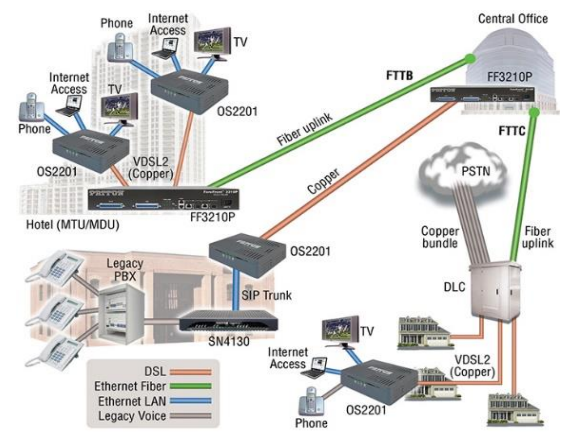 Phone
Internet
Access
TV
Central Office
Internet
Access
TV
OS2201
FTTB
FF3210P
Phone
Fiber uplink
FTTC
OS2201
VDSL2
(Copper)
Copper
PATTON
PSTN
Hotel (MTU/MDU)
FF3210P
Copper
bundle
Fiber
uplink
OS2201
Legacy
PBX
SIP Trunk
DLC
SN4130
TV
Internet
Access
VDSL2
(Copper)
DSL
Ethernet Fiber
Ethernet LAN
Legacy Voice
Phone
OS2201